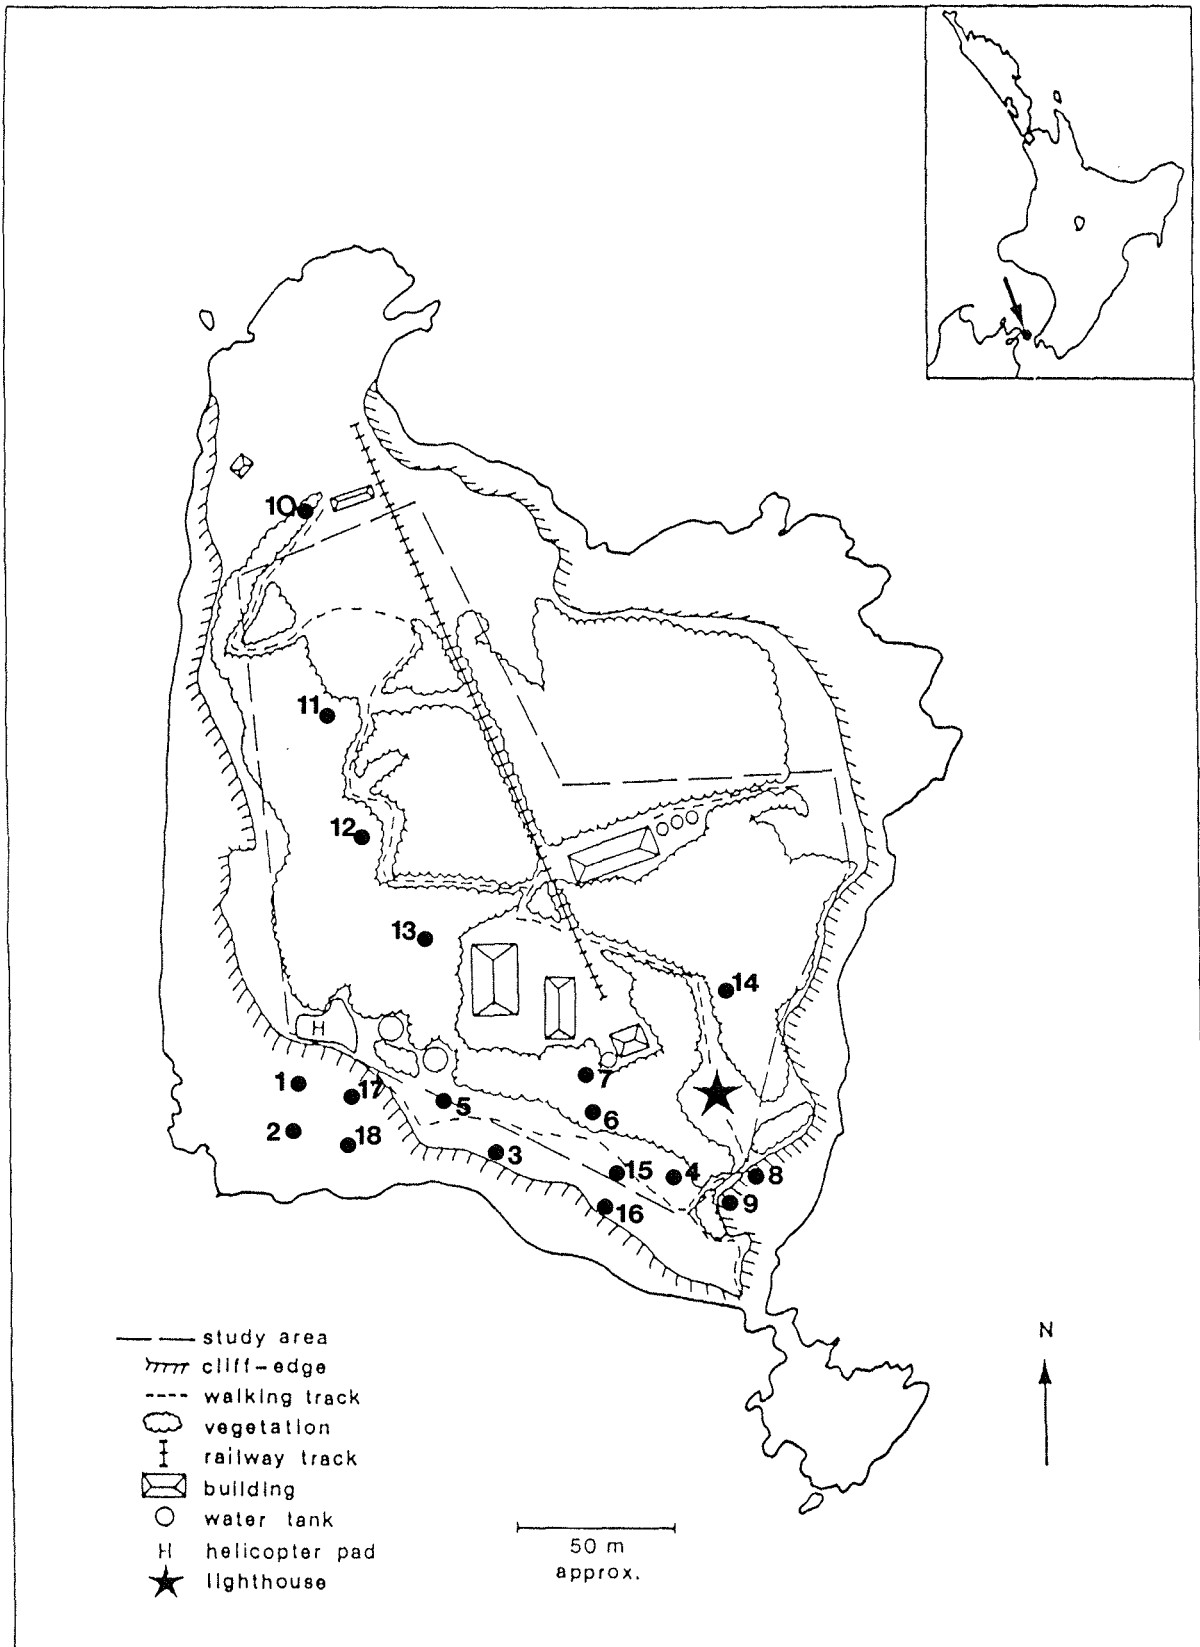 10
11
12
13
14
H
1
17
5
7
6
2
18
3
15
4
8
16
9
study area
cliff-edge
walking track
vegetation
railway track
building
water tank
H helicopter pad
lighthouse
50 m
approx.
N